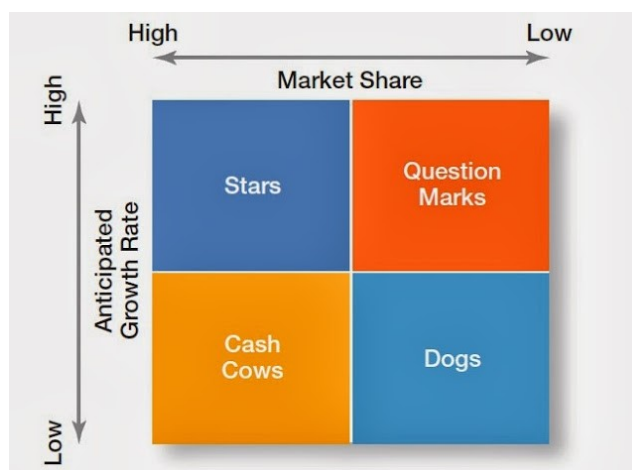 High
Low
Market Share
High
Anticipated
Growth Rate
Low
Stars
Question
Marks
Cash
Cows
Dogs